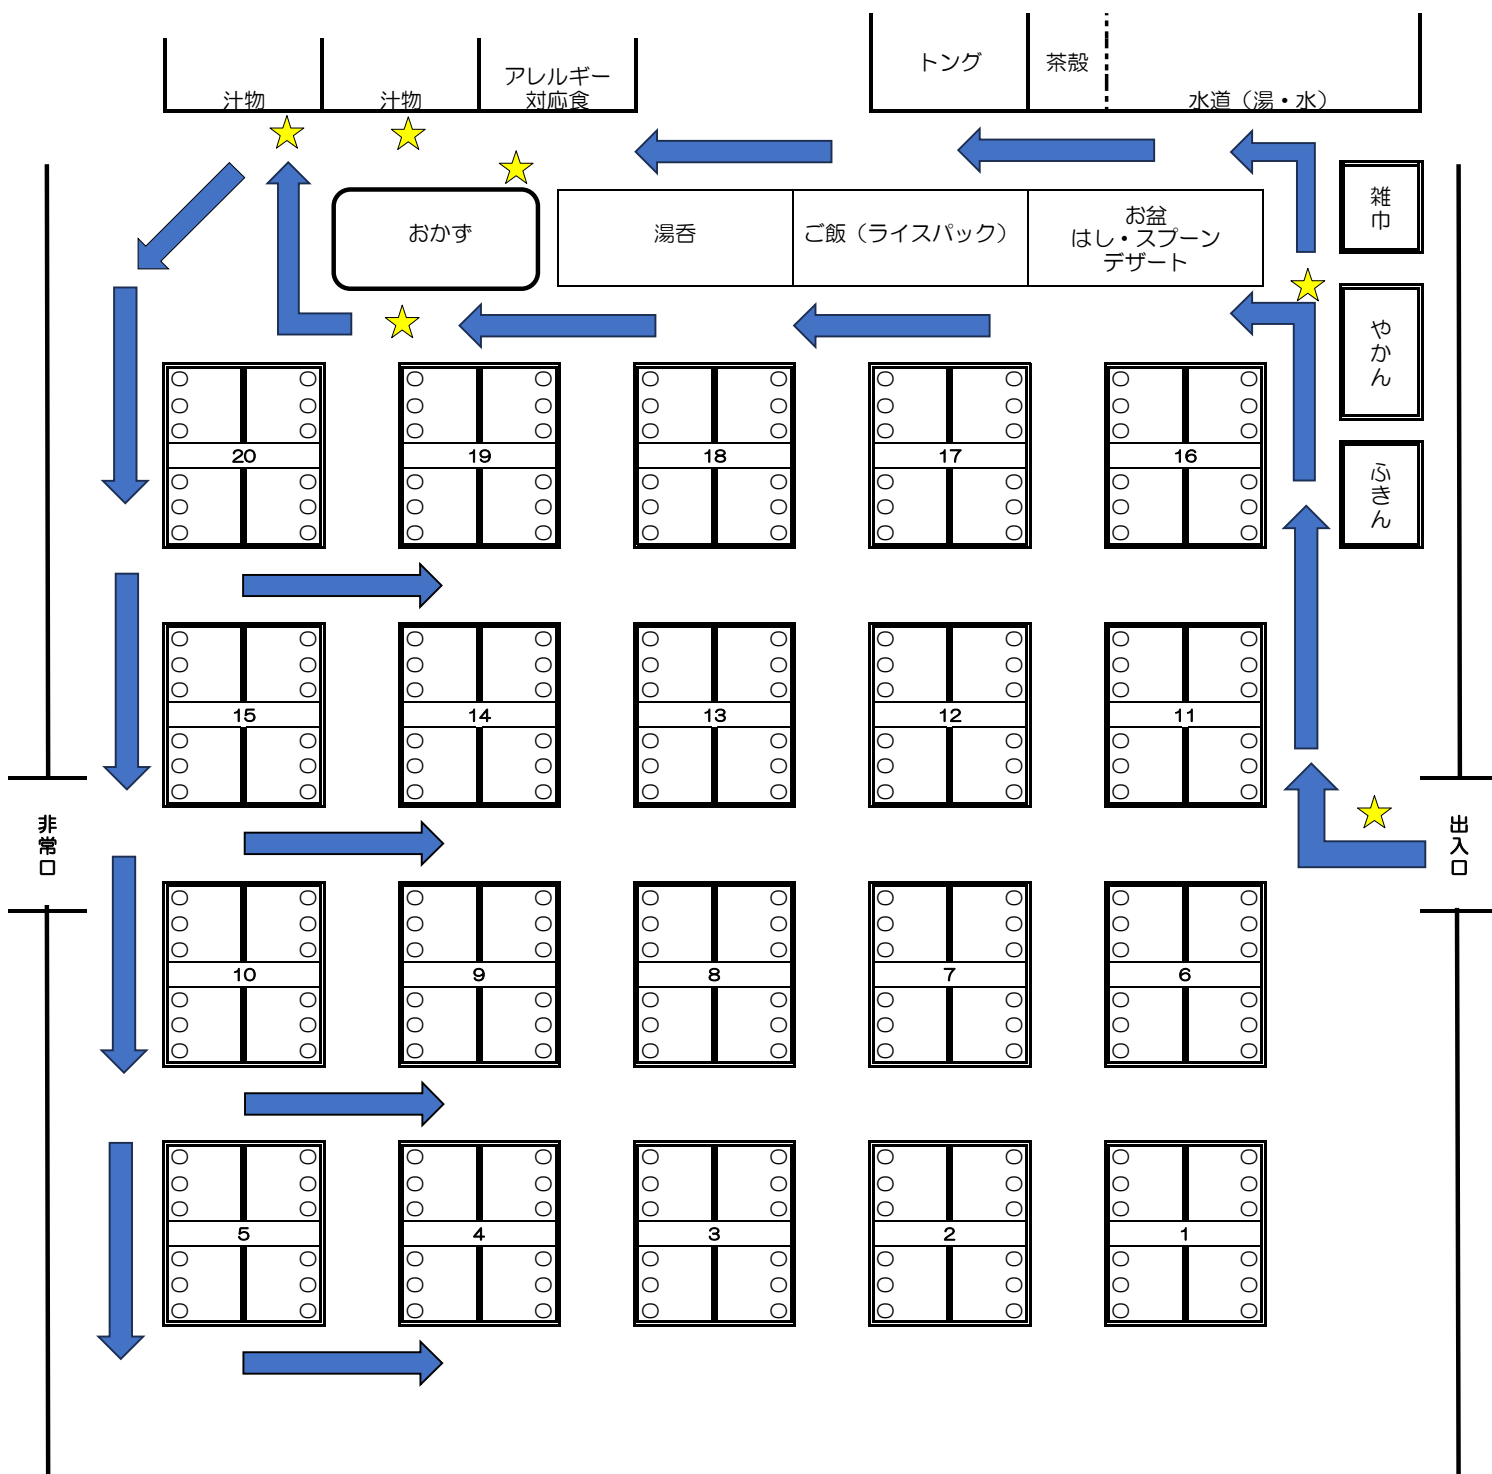 トング
茶殻
アレルギー
対応食
汁物
汁物
水道（湯・水）
雑巾
おかず
湯呑
ご飯（ライスパック）
お盆
はし・スプーン
デザート
やかん
ふきん
20
19
18
17
16
15
14
13
12
11
非常口
出入口
10
9
8
7
6
5
4
3
2
1